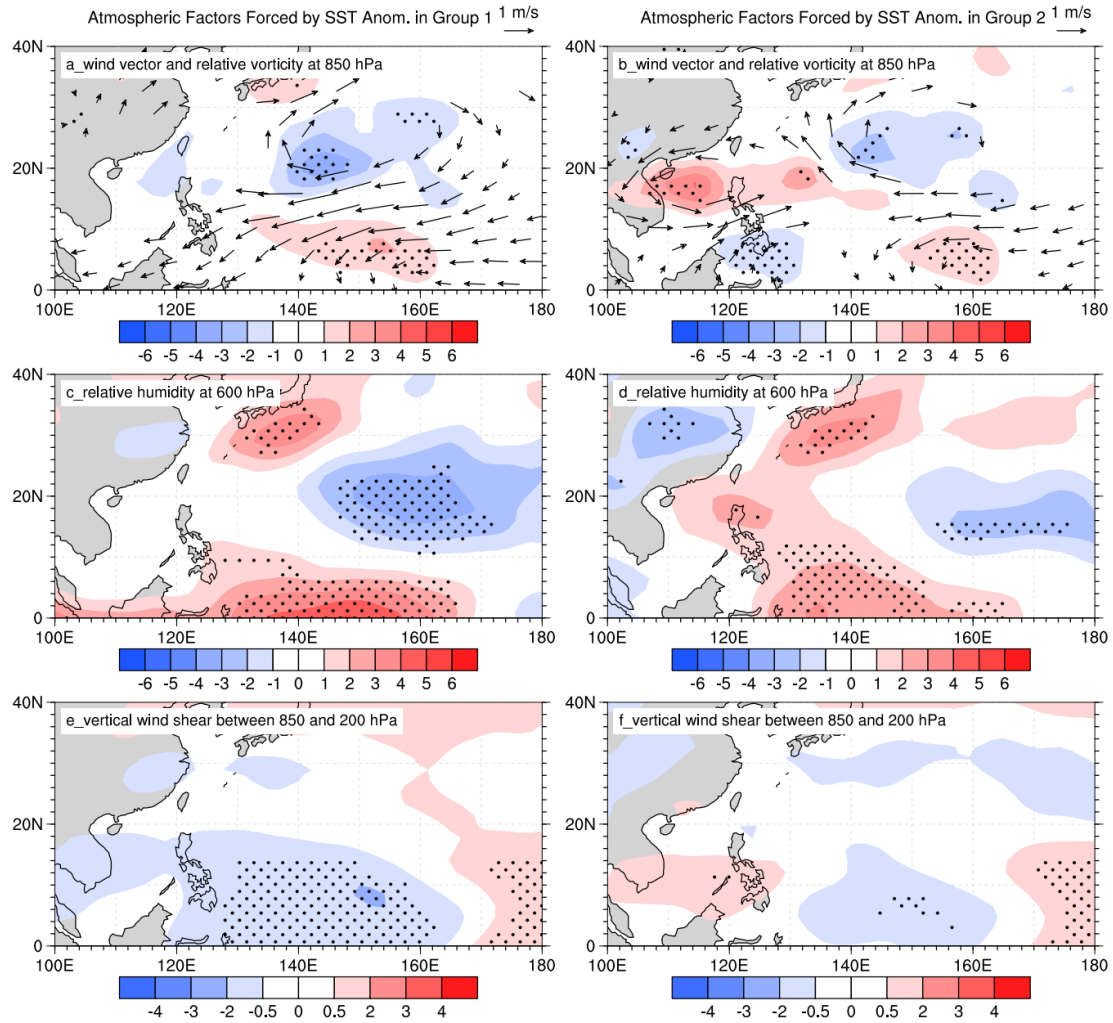 Atmospheric Factors Forced by SST Anom. in Group 1 1 m/s
Atmospheric Factors Forced by SST Anom. in Group 2 1 m/s
a_wind vector and relative vorticity at 850 hPa
40N
20N
0
100E 120E 140E 160E 180
-6 -5 -4 -3 -2 -1 0 1 2 3 4 5 6
b_wind vector and relative vorticity at 850 hPa
40N
20N
0
100E 120E 140E 160E 180
-6 -5 -4 -3 -2 -1 0 1 2 3 4 5 6
c_relative humidity at 600 hPa
40N
20N
0
100E 120E 140E 160E 180
-6 -5 -4 -3 -2 -1 0 1 2 3 4 5 6
d_relative humidity at 600 hPa
40N
20N
0
100E 120E 140E 160E 180
-6 -5 -4 -3 -2 -1 0 1 2 3 4 5 6
e_vertical wind shear between 850 and 200 hPa
40N
20N
0
100E 120E 140E 160E 180
-4 -3 -2 -0.5 0 0.5 2 3 4
f_vertical wind shear between 850 and 200 hPa
40N
20N
0
100E 120E 140E 160E 180
-4 -3 -2 -0.5 0 0.5 2 3 4